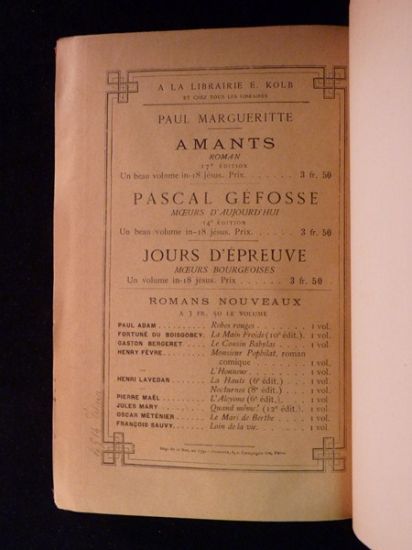 A LA LIBRAIRIE E. KOLB
ET CHEZ TOUS LES LIBRAIRES
PAUL MARGUERITTE
AMANTS
ROMAN
17e ÉDITION
Un beau volume in-18 jésus. Prix. . . . . . . 3 fr. 50
PASCAL GÉFOSSE
MŒURS D'AUJOURD'HUI
14e ÉDITION
Un beau volume in-18 jésus. Prix. . . . . . . 3 fr. 50
JOURS D'ÉPREUVE
MŒURS BOURGEOISES
Un volume in-18 jésus. Prix . . . . . . . 3 fr. 50
ROMANS NOUVEAUX
A 3 FR. 50 LE VOLUME
PAUL ADAM . . . . . . . Robes rouges . . . . . . 1 vol.
FORTUNÉ DU BOISGOBEY. La Main Froide (10e édit.). 1 vol.
GASTON BERGERET . . . Le Cousin Babylas . . . . 1 vol.
HENRY FÈVRE. . . . . . Monsieur Pophilat, roman
comique . . . . . . . 1 vol.
L'Honneur . . . . . . . 1 vol.
HENRI LAVEDAN . . . . . La Haute (6e édit.) . . . . 1 vol.
Nocturnes (8e édit.) . . . . 1 vol.
PIERRE MAËL . . . . . . L'Alcyone (6e édit.) . . . . 1 vol.
JULES MARY . . . . . . Quand même! (12e édit.) . . 1 vol.
OSCAR MÉTÉNIER . . . . Le Mari de Berthe . . . . 1 vol.
FRANÇOIS SAUVY. . . . . Loin de la vie. . . . . . 1 vol.